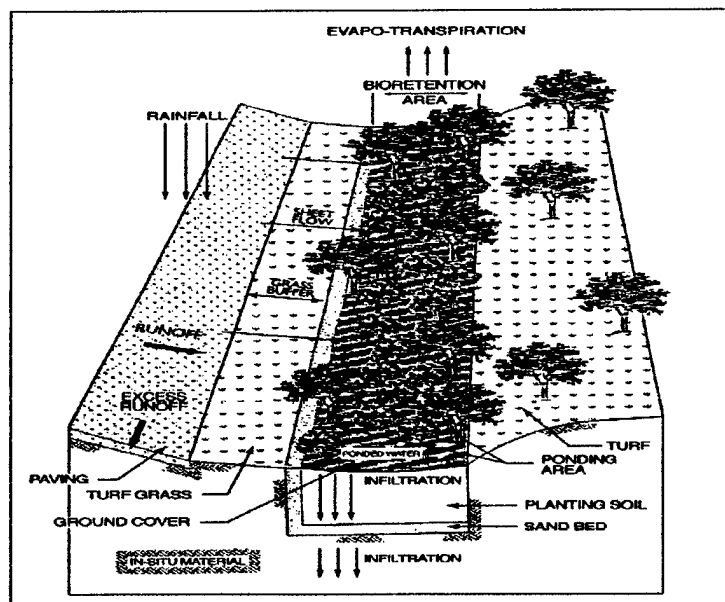 EVAPO-TRANSPIRATION
BIORETENTION
AREA
RAINFALL
SHEET
FLOW
GRASS
BUFFER
RUNOFF
EXCESS
RUNOFF
PONDED WATER
TURF
PONDING
AREA
PAVING
TURF GRASS
INFILTRATION
GROUND COVER
PLANTING SOIL
SAND BED
IN-SITU MATERIAL
INFILTRATION